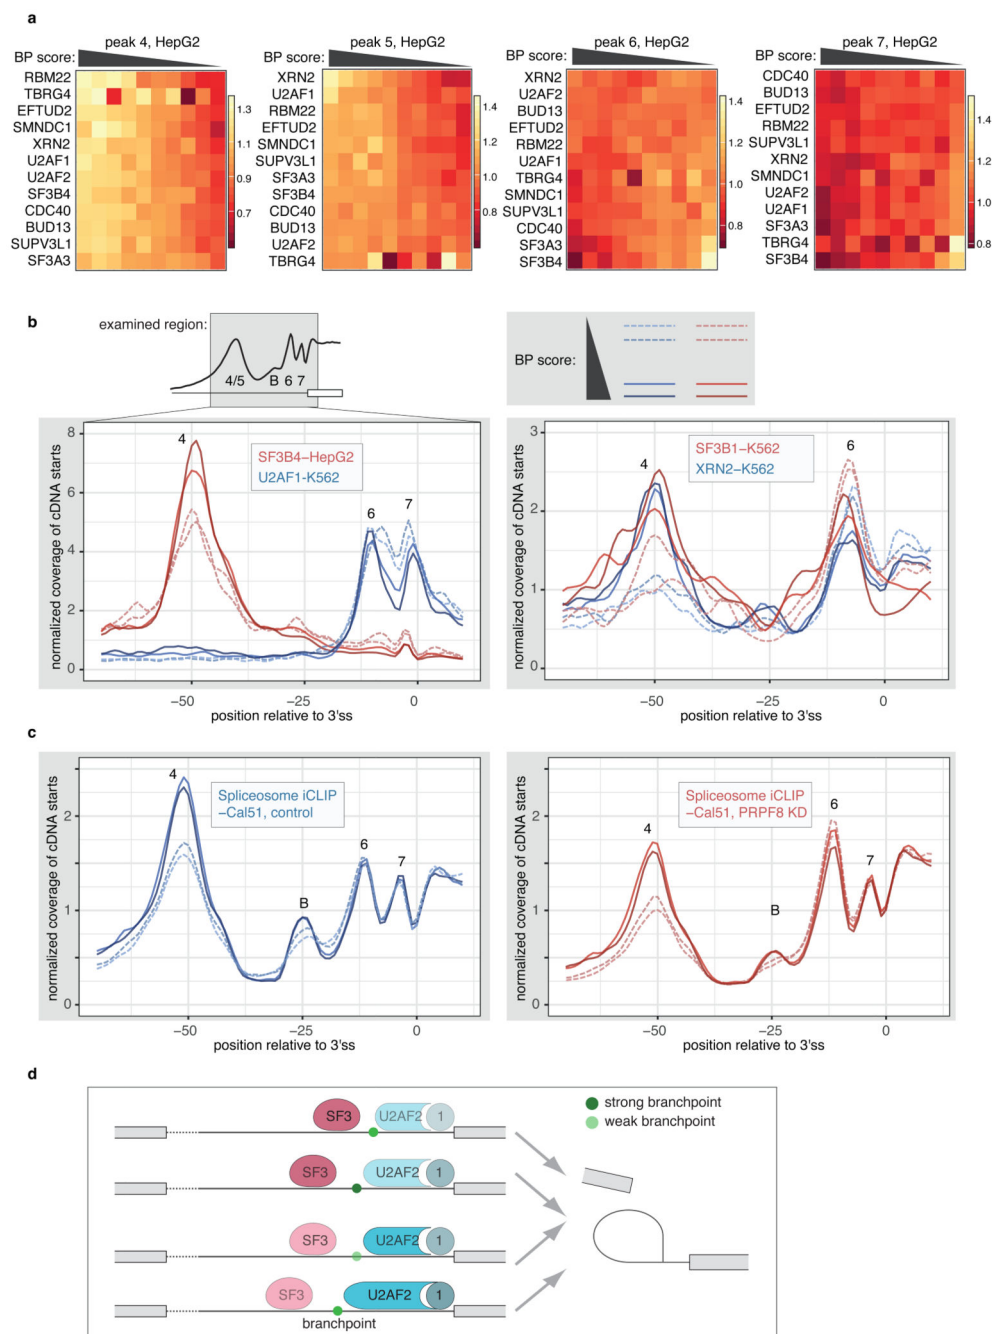 a
peak 4, HepG2
BP score:
RBM22
TBRG4
EFTUD2
SMNDC1
XRN2
U2AF1
U2AF2
SF3B4
CDC40
BUD13
SUPV3L1
SF3A3
1.3
1.0
0.7
peak 5, HepG2
BP score:
XRN2
U2AF1
RBM22
EFTUD2
SMNDC1
SUPV3L1
SF3A3
SF3B4
CDC40
BUD13
U2AF2
TBRG4
1.4
1.2
1.0
0.8
peak 6, HepG2
BP score:
XRN2
U2AF2
BUD13
EFTUD2
RBM22
U2AF1
TBRG4
SMNDC1
SUPV3L1
CDC40
SF3A3
SF3B4
1.4
1.2
1.0
0.8
peak 7, HepG2
BP score:
CDC40
BUD13
EFTUD2
RBM22
SUPV3L1
XRN2
SMNDC1
U2AF2
U2AF1
SF3A3
TBRG4
SF3B4
1.4
1.2
1.0
0.8
b
examined region:
4/5 B 6 7
BP score:
normalized coverage of cDNA starts
8
6
4
2
0
4
SF3B4–HepG2
U2AF1-K562
6
7
−50 −25 0
position relative to 3'ss
normalized coverage of cDNA starts
3
2
1
0
4
SF3B1–K562
XRN2–K562
6
−50 −25 0
position relative to 3'ss
c
normalized coverage of cDNA starts
2
1
0
4
Spliceosome iCLIP
–Cal51, control
B
6
7
−50 −25 0
position relative to 3'ss
normalized coverage of cDNA starts
2
1
0
4
Spliceosome iCLIP
–Cal51, PRPF8 KD
B
6
7
−50 −25 0
position relative to 3'ss
d
strong branchpoint
weak branchpoint
SF3 U2AF2 1
SF3 U2AF2 1
SF3 U2AF2 1
SF3 U2AF2 1
branchpoint